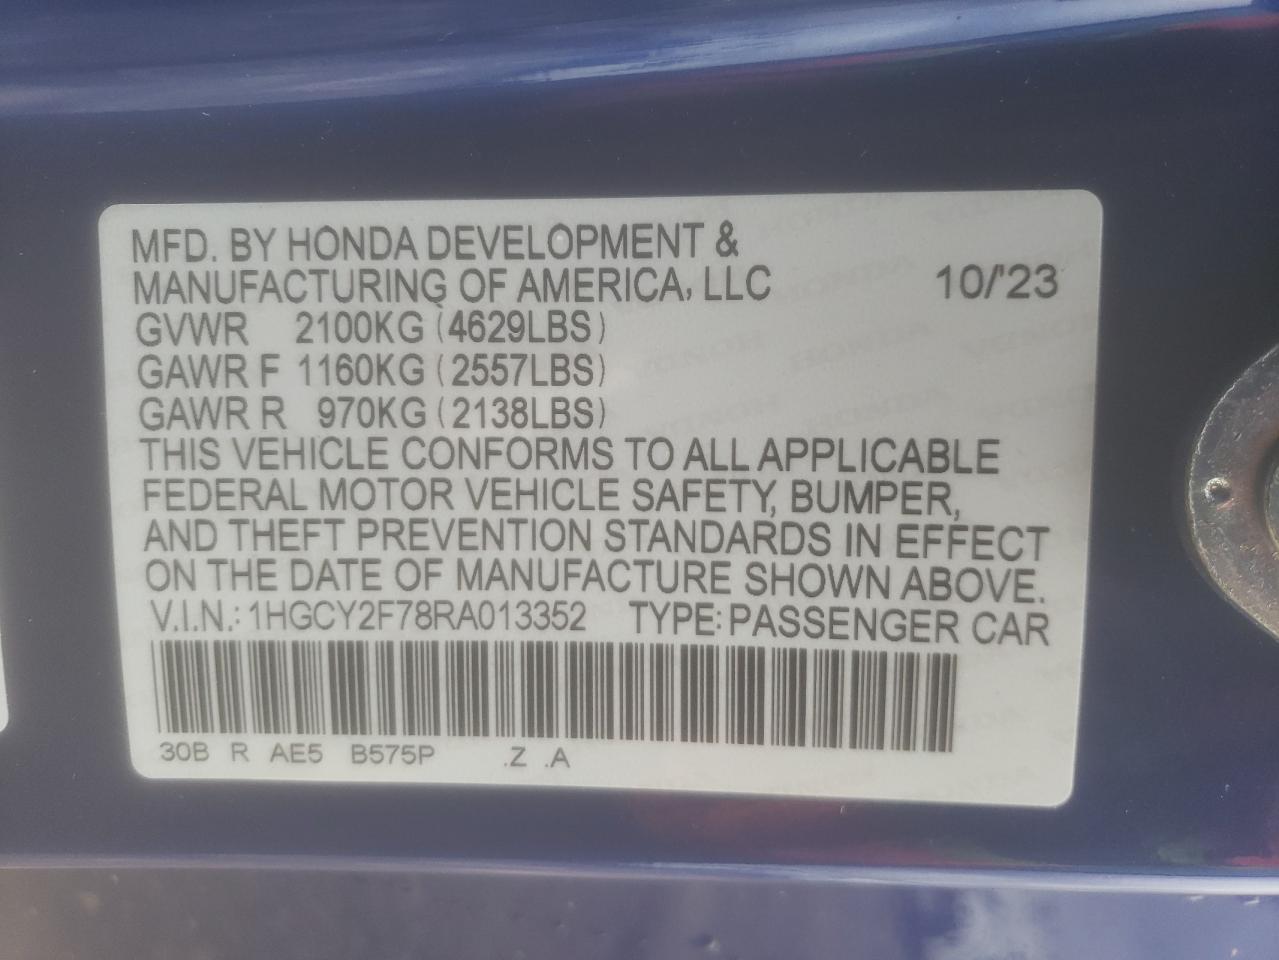 MFD. BY HONDA DEVELOPMENT &
MANUFACTURING OF AMERICA, LLC 10/'23
GVWR 2100KG (4629LBS)
GAWR F 1160KG (2557LBS)
GAWR R 970KG (2138LBS)
THIS VEHICLE CONFORMS TO ALL APPLICABLE
FEDERAL MOTOR VEHICLE SAFETY, BUMPER,
AND THEFT PREVENTION STANDARDS IN EFFECT
ON THE DATE OF MANUFACTURE SHOWN ABOVE.
V.I.N.: 1HGCY2F78RA013352 TYPE: PASSENGER CAR
30B R AE5 B575P .Z .A